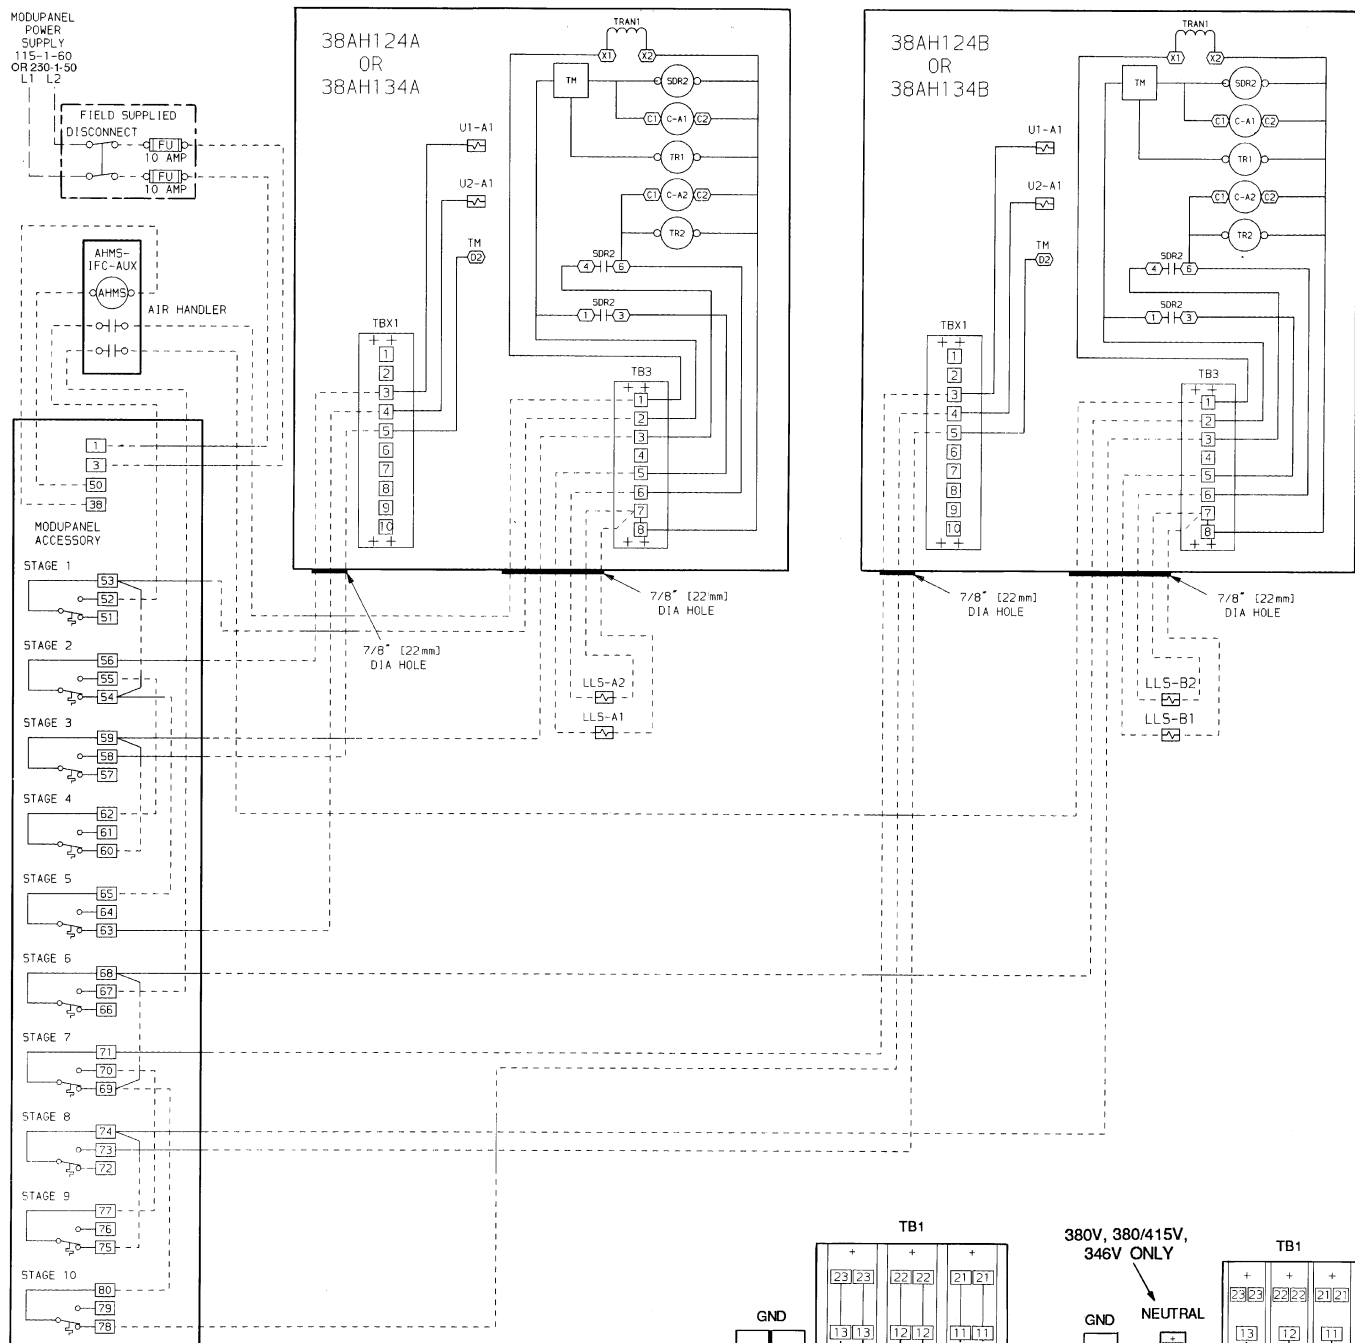 MODUPANEL
POWER
SUPPLY
115-1-60
OR 230-1-50
L1 L2
FIELD SUPPLIED
DISCONNECT
FU
10 AMP
FU
10 AMP
AHMS-
IFC-AUX
AHMS
AIR HANDLER
1
3
50
38
MODUPANEL
ACCESSORY
STAGE 1
53
52
51
STAGE 2
56
55
54
STAGE 3
59
58
57
STAGE 4
62
61
60
STAGE 5
65
64
63
STAGE 6
68
67
66
STAGE 7
71
70
69
STAGE 8
74
73
72
STAGE 9
77
76
75
STAGE 10
80
79
78
38AH124A
OR
38AH134A
TRAN1
X1 X2
TM
SDR2
C1 C-A1 C2
TR1
C1 C-A2 C2
TR2
SDR2
4 6
SDR2
1 3
U1-A1
U2-A1
TM
D2
TBX1
+ +
1
2
3
4
5
6
7
8
9
10
+ +
TB3
+ +
1
2
3
4
5
6
7
8
+ +
7/8" [22mm]
DIA HOLE
7/8" [22mm]
DIA HOLE
LLS-A2
LLS-A1
38AH124B
OR
38AH134B
TRAN1
X1 X2
TM
SDR2
C1 C-A1 C2
TR1
C1 C-A2 C2
TR2
SDR2
4 6
SDR2
1 3
U1-A1
U2-A1
TM
D2
TBX1
+ +
1
2
3
4
5
6
7
8
9
10
+ +
TB3
+ +
1
2
3
4
5
6
7
8
+ +
7/8" [22mm]
DIA HOLE
7/8" [22mm]
DIA HOLE
LLS-B2
LLS-B1
TB1
+ + +
23 23 22 22 21 21
13 13 12 12 11 11
GND
380V, 380/415V,
346V ONLY
GND
NEUTRAL
+
TB1
+ + +
23 23 22 22 21 21
13 12 11